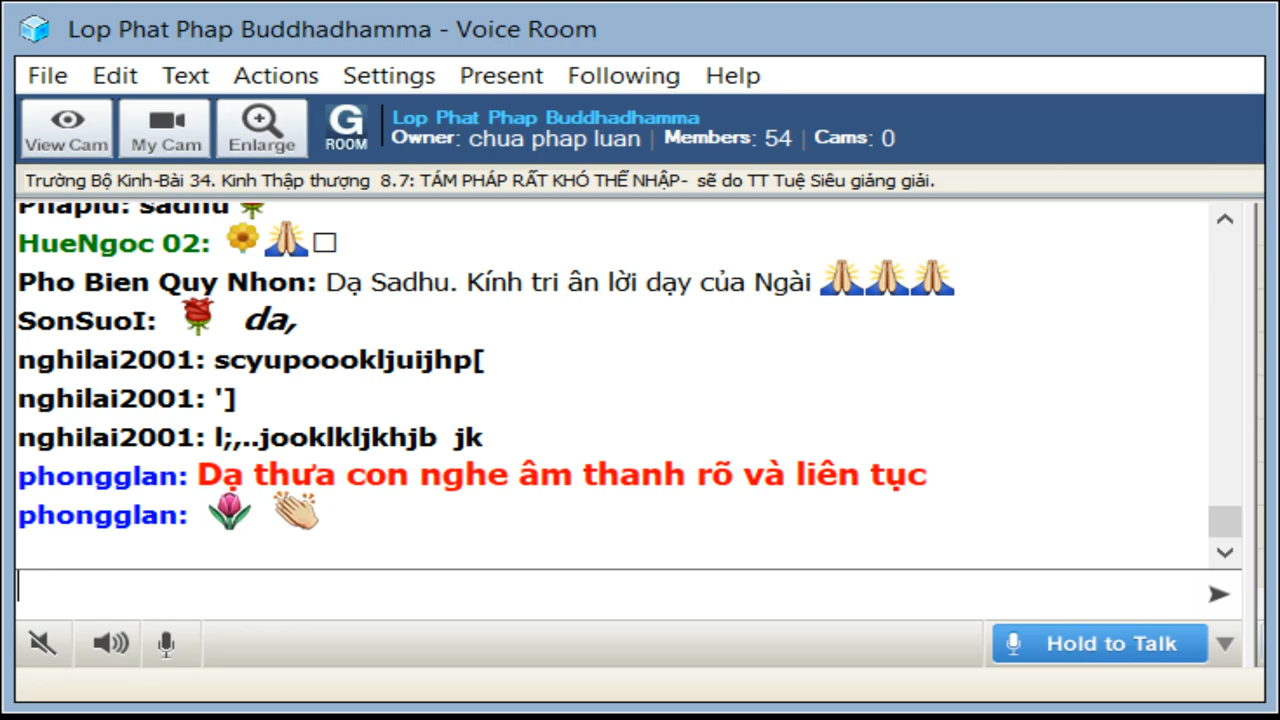 Lop Phat Phap Buddhadhamma - Voice Room
File Edit Text Actions Settings Present Following Help
View Cam My Cam Enlarge G ROOM
Lop Phat Phap Buddhadhamma
Owner: chua phap luan | Members: 54 | Cams: 0
Trường Bộ Kinh-Bài 34. Kinh Thập thượng 8.7: TÁM PHÁP RẤT KHÓ THỂ NHẬP- sẽ do TT Tuệ Siêu giảng giải.
Phaplu: sadhu
HueNgoc 02:
Pho Bien Quy Nhon: Dạ Sadhu. Kính tri ân lời dạy của Ngài
SonSuoI: da,
nghilai2001: scyupoookljuijhp[
nghilai2001: ']
nghilai2001: l;,..jooklkljkhjb jk
phongglan: Dạ thưa con nghe âm thanh rõ và liên tục
phongglan:
Hold to Talk